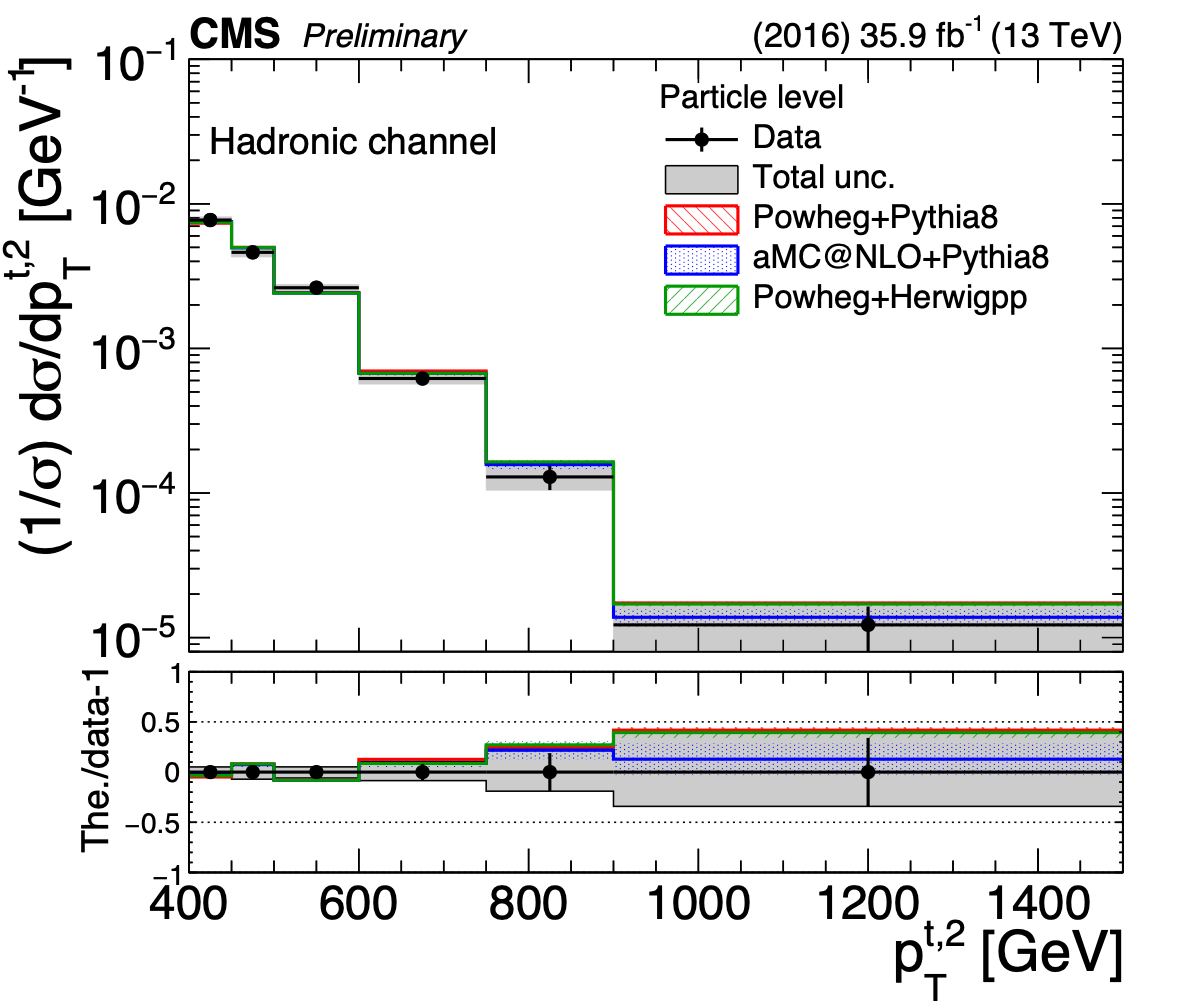 CMS Preliminary (2016) 35.9 fb⁻¹ (13 TeV)
(1/σ) dσ/dp_T^{t,2} [GeV⁻¹]
10⁻¹
10⁻²
10⁻³
10⁻⁴
10⁻⁵
Hadronic channel
Particle level
Data
Total unc.
Powheg+Pythia8
aMC@NLO+Pythia8
Powheg+Herwigpp
The./data-1
1
0.5
0
−0.5
−1
400 600 800 1000 1200 1400
p_T^{t,2} [GeV]